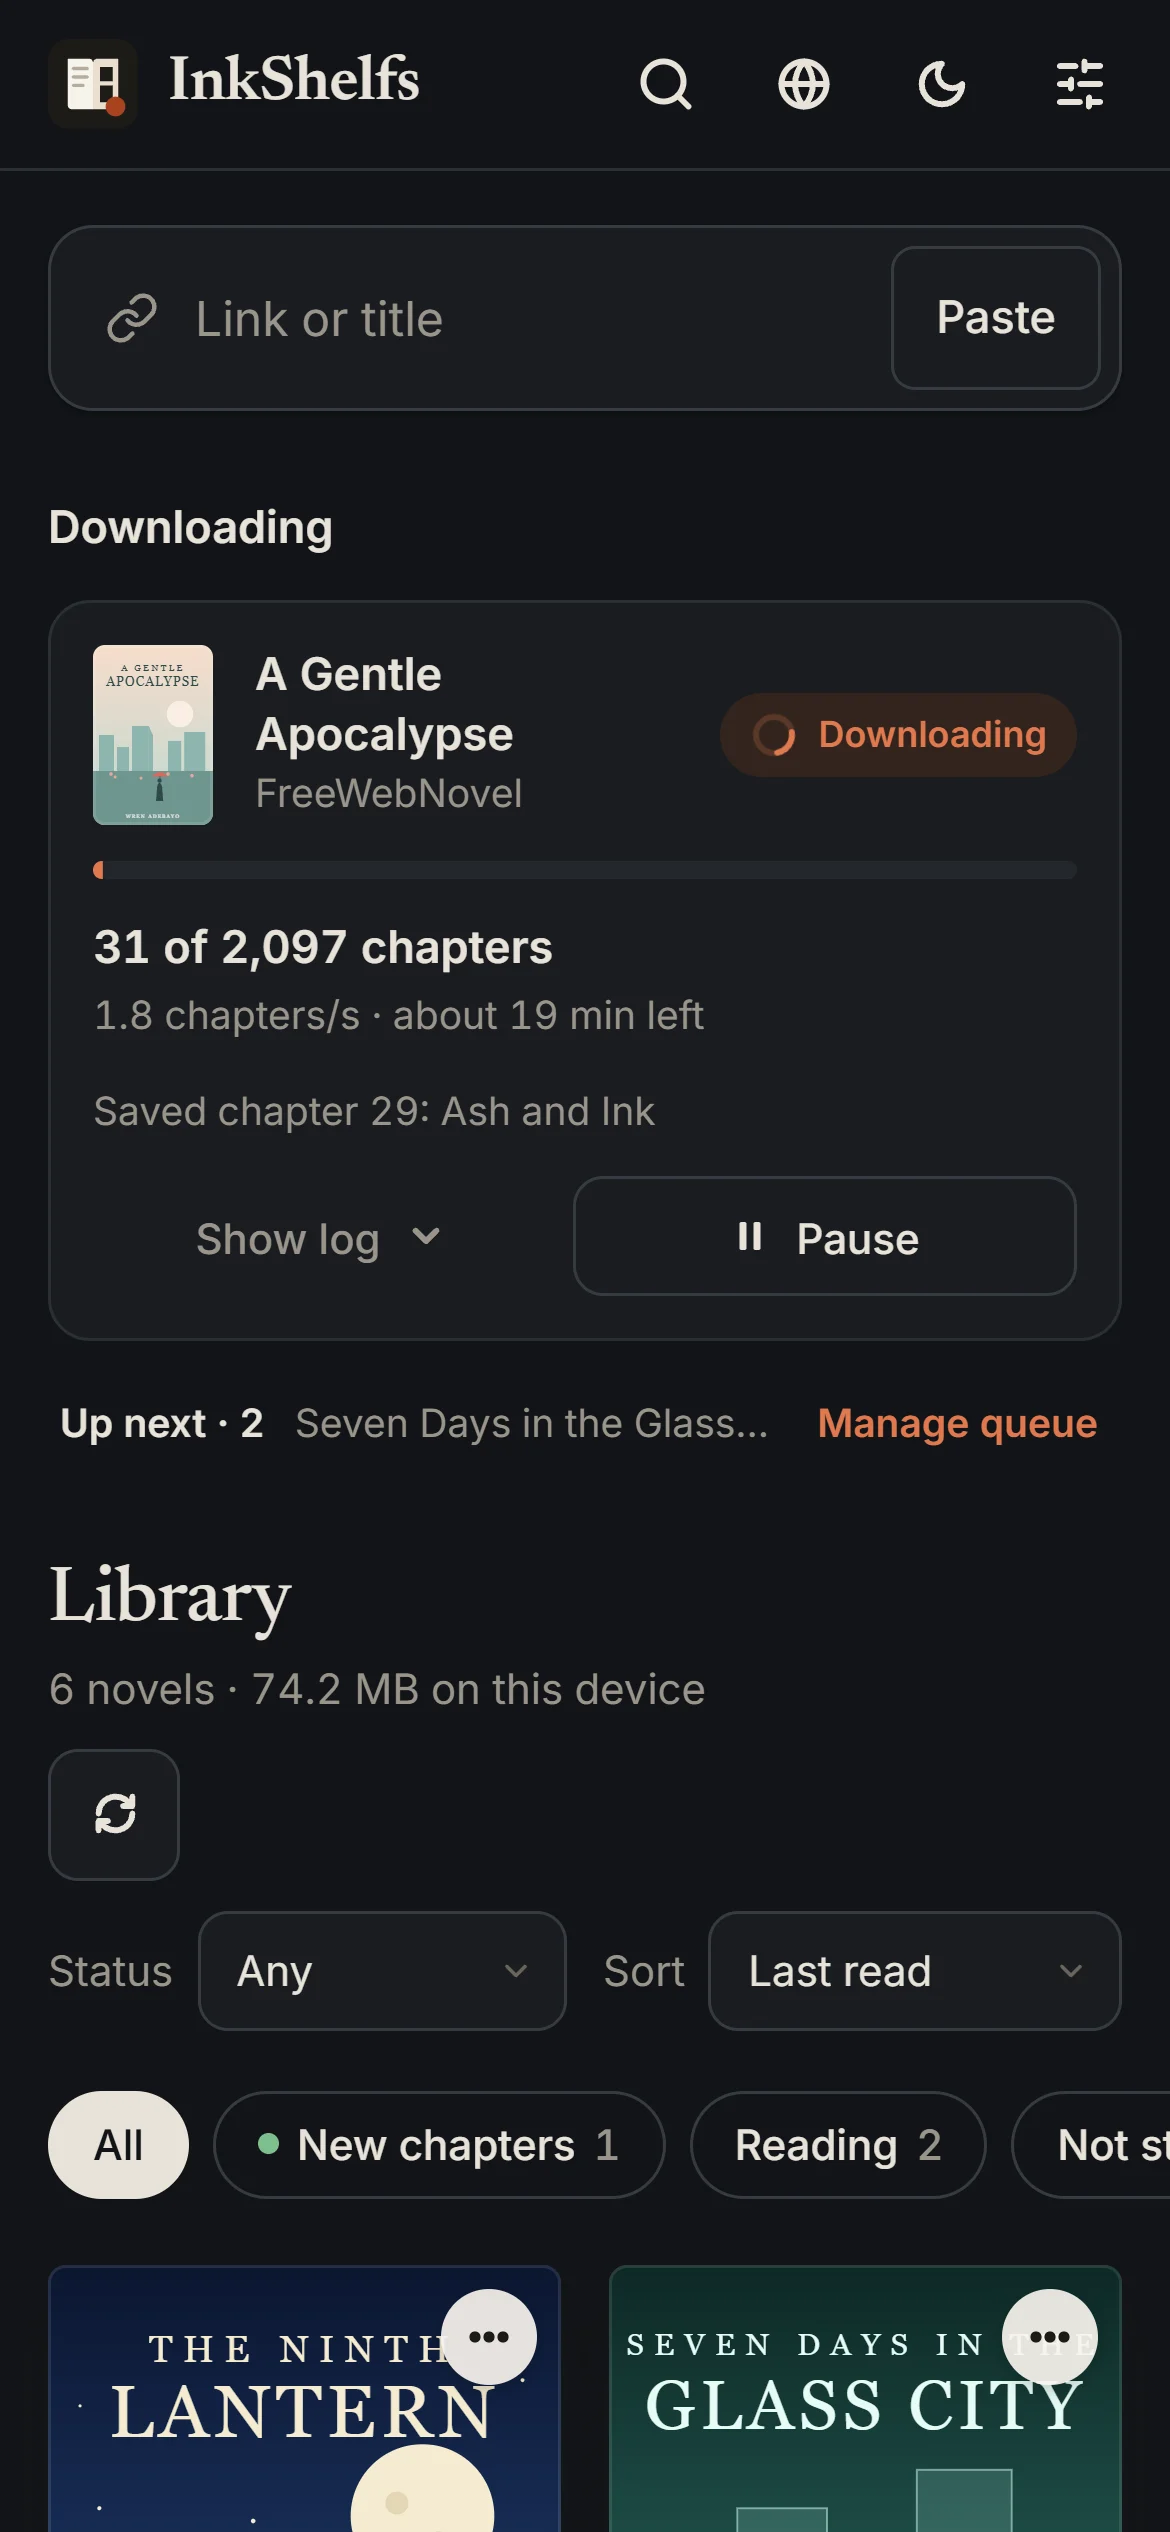 InkShelfs
Link or title
Paste
Downloading
A GENTLE
APOCALYPSE
A Gentle
Apocalypse
FreeWebNovel
Downloading
31 of 2,097 chapters
1.8 chapters/s · about 19 min left
Saved chapter 29: Ash and Ink
Show log
Pause
Up next · 2
Seven Days in the Glass...
Manage queue
Library
6 novels · 74.2 MB on this device
Status
Any
Sort
Last read
All
New chapters 1
Reading 2
Not st
THE NINTH
LANTERN
SEVEN DAYS IN THE
GLASS CITY